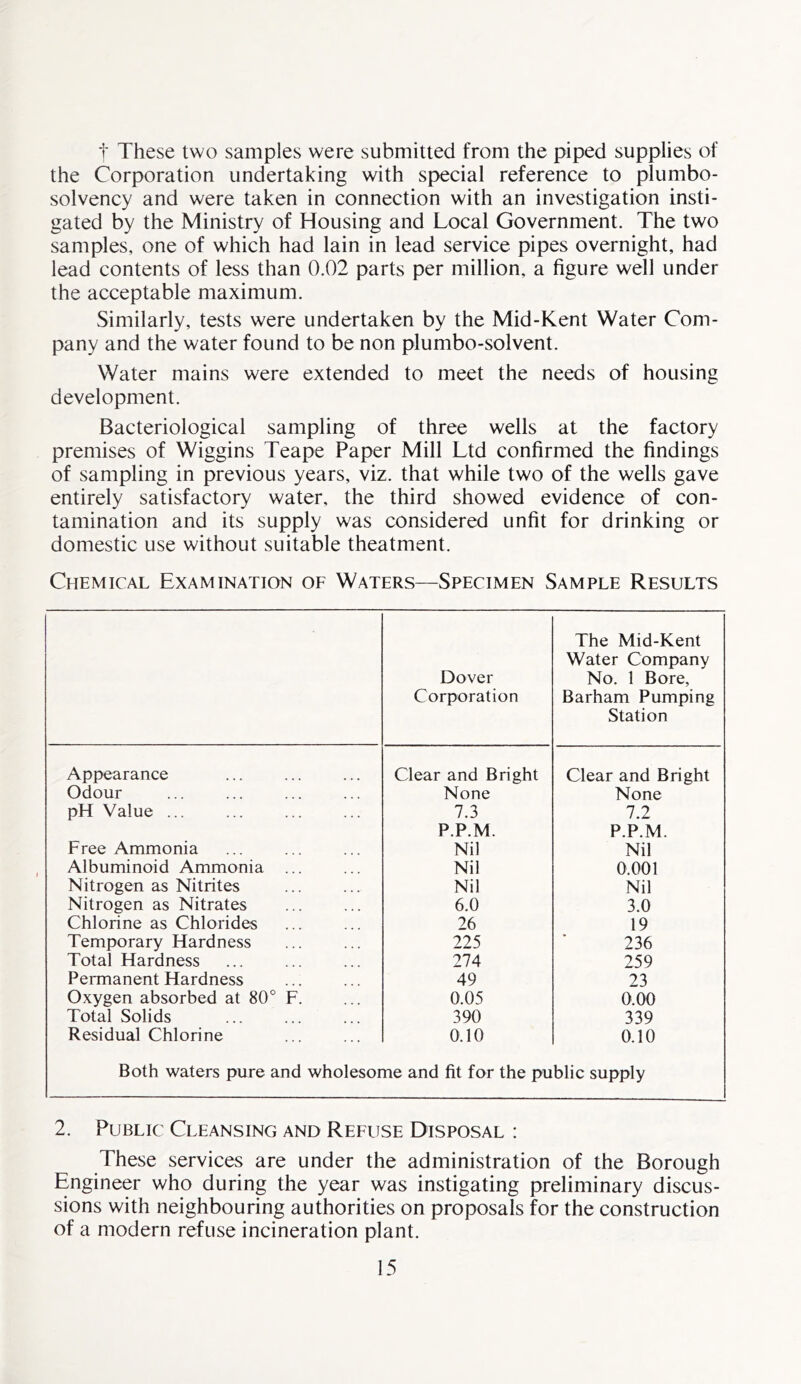 † These two samples were submitted from the piped supplies of
the Corporation undertaking with special reference to plumbo-
solvency and were taken in connection with an investigation insti-
gated by the Ministry of Housing and Local Government. The two
samples, one of which had lain in lead service pipes overnight, had
lead contents of less than 0.02 parts per million, a figure well under
the acceptable maximum.
Similarly, tests were undertaken by the Mid-Kent Water Com-
pany and the water found to be non plumbo-solvent.
Water mains were extended to meet the needs of housing
development.
Bacteriological sampling of three wells at the factory
premises of Wiggins Teape Paper Mill Ltd confirmed the findings
of sampling in previous years, viz. that while two of the wells gave
entirely satisfactory water, the third showed evidence of con-
tamination and its supply was considered unfit for drinking or
domestic use without suitable theatment.
Chemical Examination of Waters—Specimen Sample Results
The Mid-Kent
Water Company
Dover No. 1 Bore,
Corporation Barham Pumping
Station
Appearance ... ... ... Clear and Bright Clear and Bright
Odour ... ... ... ... None None
pH Value ... ... ... ... 7.3 7.2
P.P.M. P.P.M.
Free Ammonia ... ... ... Nil Nil
Albuminoid Ammonia ... ... Nil 0.001
Nitrogen as Nitrites ... ... Nil Nil
Nitrogen as Nitrates ... ... 6.0 3.0
Chlorine as Chlorides ... ... 26 19
Temporary Hardness ... ... 225 236
Total Hardness ... ... ... 274 259
Permanent Hardness ... ... 49 23
Oxygen absorbed at 80° F. ... 0.05 0.00
Total Solids ... ... ... 390 339
Residual Chlorine ... ... 0.10 0.10
Both waters pure and wholesome and fit for the public supply
2. Public Cleansing and Refuse Disposal :
These services are under the administration of the Borough
Engineer who during the year was instigating preliminary discus-
sions with neighbouring authorities on proposals for the construction
of a modern refuse incineration plant.
15